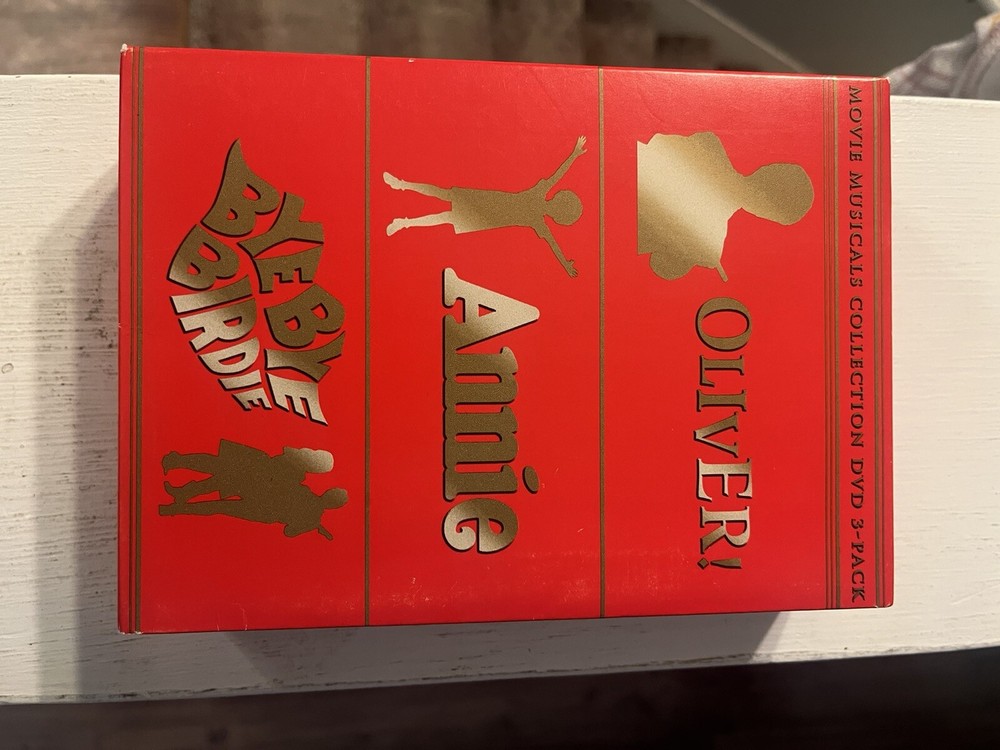 MOVIE MUSICALS COLLECTION DVD 3-PACK
OLIVER!
Annie
BYE BYE
BIRDIE